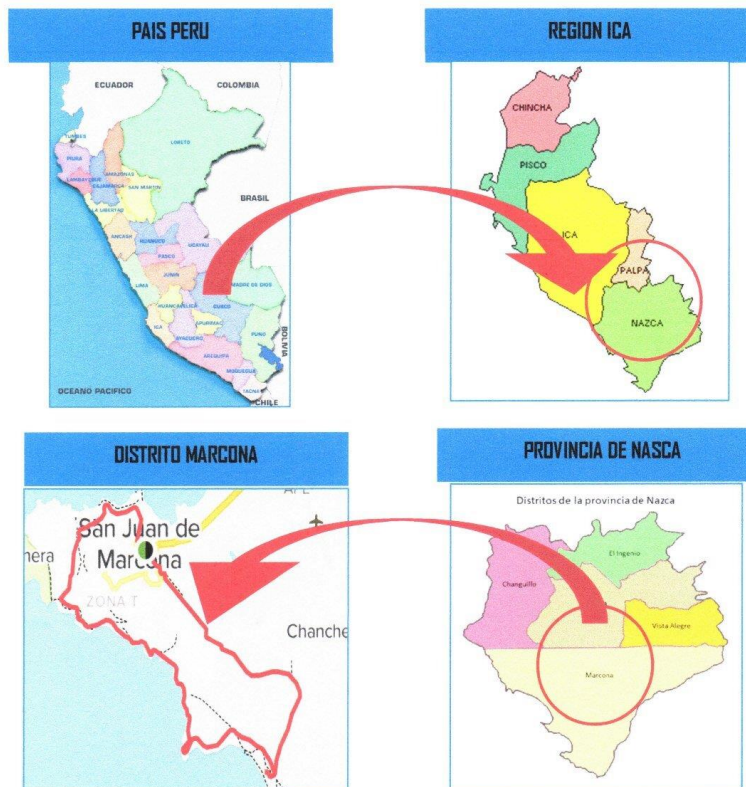 PAIS PERU
ECUADOR
COLOMBIA
TUMBES
PIURA
LORETO
AMAZONAS
LAMBAYEQUE
CAJAMARCA
SAN MARTIN
LA LIBERTAD
BRASIL
ANCASH
HUANUCO
UCAYALI
PASCO
JUNIN
LIMA
MADRE DE DIOS
HUANCAVELICA
CUSCO
ICA
APURIMAC
AYACUCHO
PUNO
BOLIVIA
AREQUIPA
MOQUEGUA
TACNA
OCEANO PACIFICO
CHILE
REGION ICA
CHINCHA
PISCO
ICA
PALPA
NAZCA
DISTRITO MARCONA
San Juan de
Marcona
nera
ZONA T
Chanche
PROVINCIA DE NASCA
Distritos de la provincia de Nazca
El Ingenio
Changuillo
Vista Alegre
Marcona